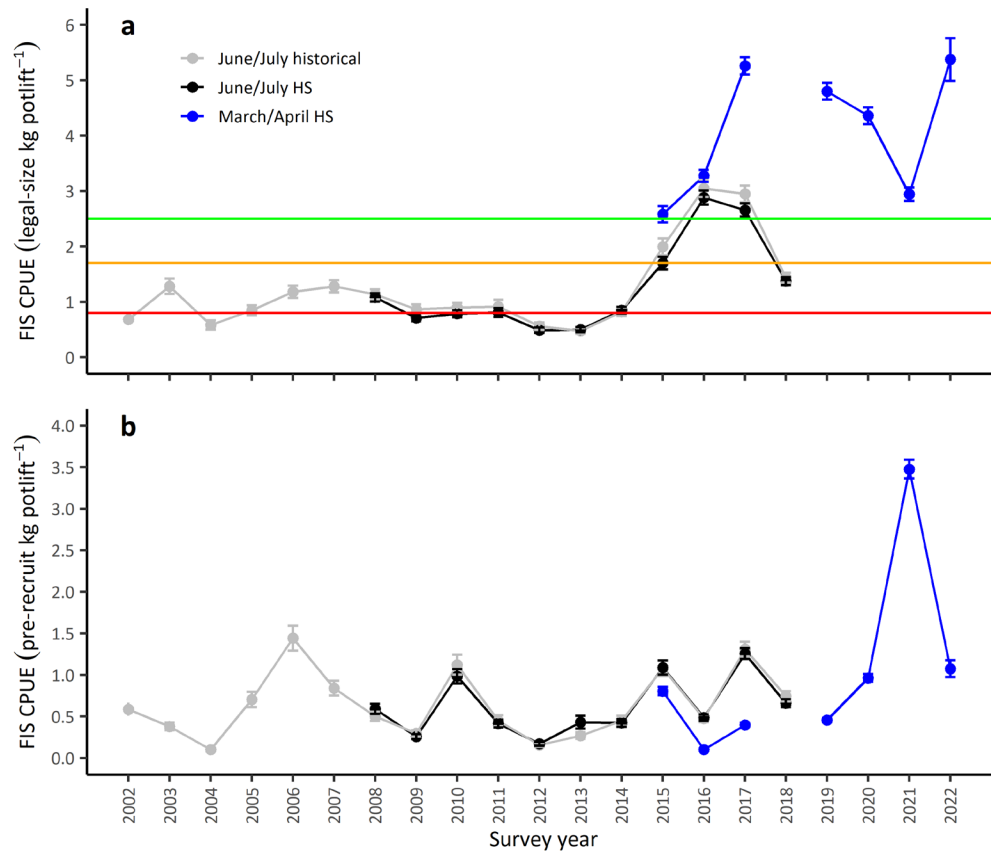 a
June/July historical
June/July HS
March/April HS
FIS CPUE (legal-size kg potlift⁻¹)
6
5
4
3
2
1
0
b
FIS CPUE (pre-recruit kg potlift⁻¹)
4.0
3.5
3.0
2.5
2.0
1.5
1.0
0.5
0.0
2002 2003 2004 2005 2006 2007 2008 2009 2010 2011 2012 2013 2014 2015 2016 2017 2018 2019 2020 2021 2022
Survey year